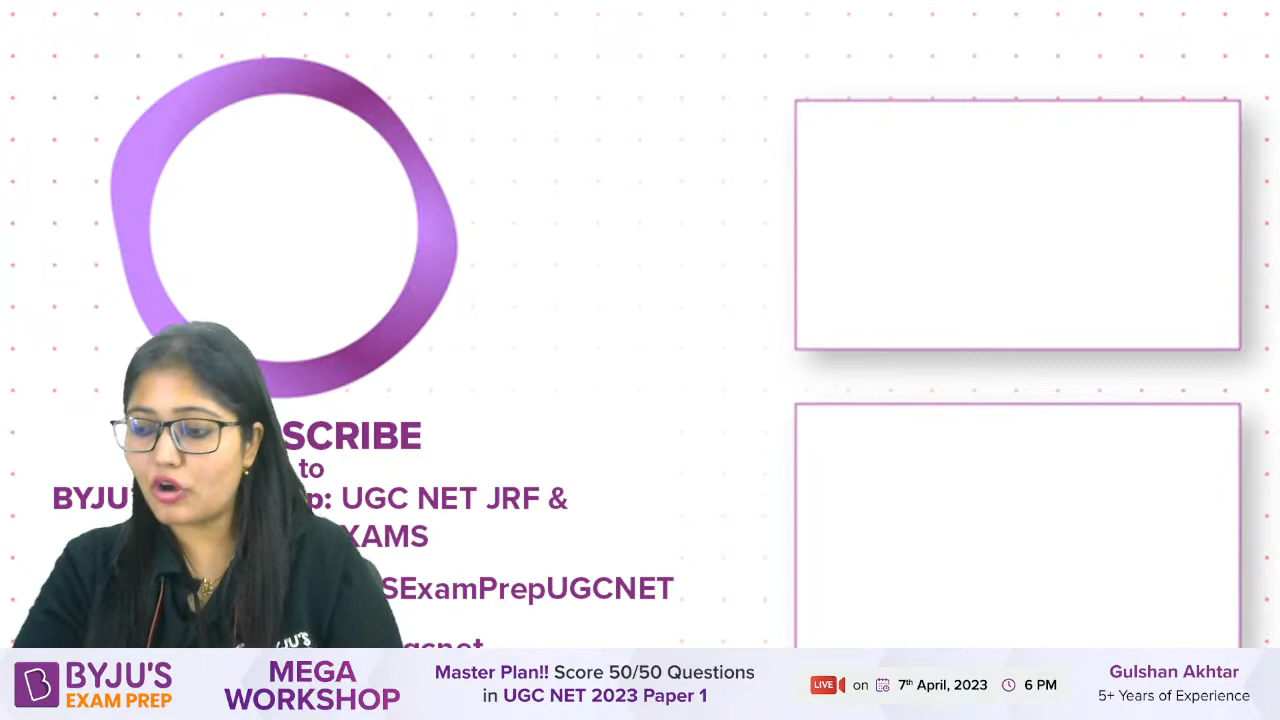 SCRIBE
to
BYJU'
p: UGC NET JRF &
XAMS
SExamPrepUGCNET
gcnet
BYJU'S
EXAM PREP
MEGA
WORKSHOP
Master Plan!! Score 50/50 Questions
in UGC NET 2023 Paper 1
LIVE on 7th April, 2023 6 PM
Gulshan Akhtar
5+ Years of Experience